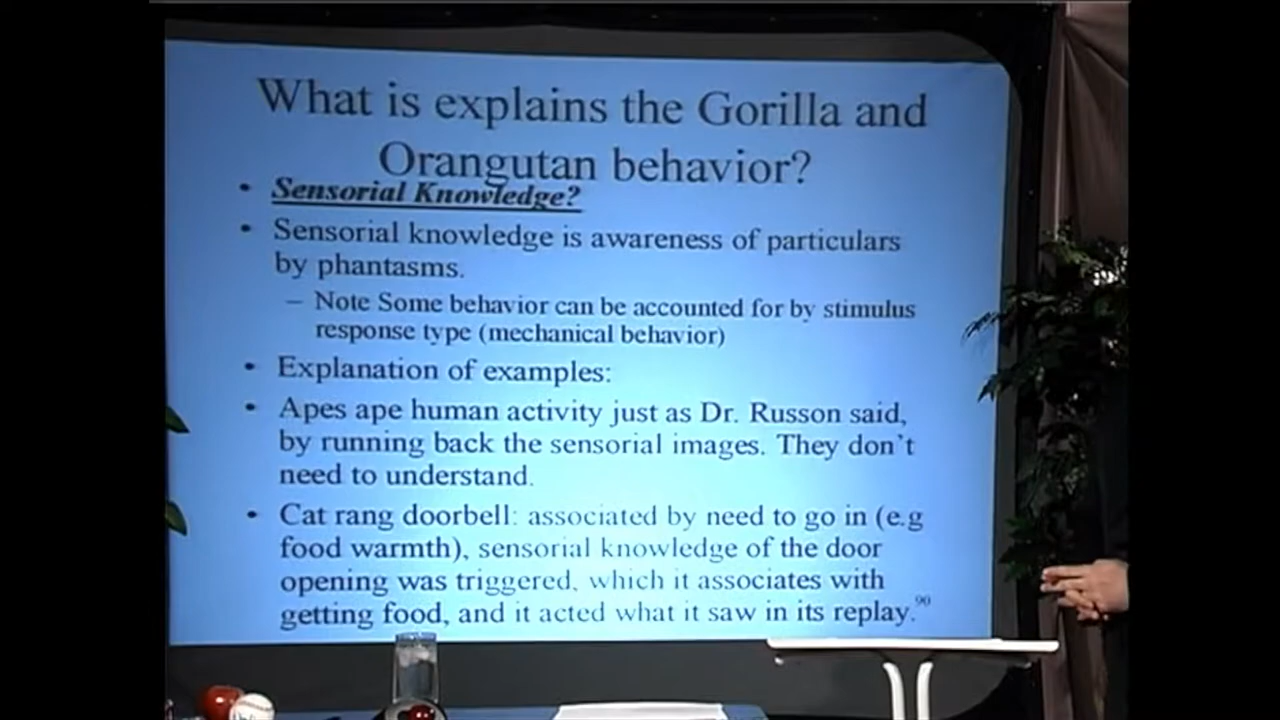 What is explains the Gorilla and
Orangutan behavior?
• Sensorial Knowledge?
• Sensorial knowledge is awareness of particulars
by phantasms.
– Note Some behavior can be accounted for by stimulus
response type (mechanical behavior)
• Explanation of examples:
• Apes ape human activity just as Dr. Russon said,
by running back the sensorial images. They don't
need to understand.
• Cat rang doorbell: associated by need to go in (e.g
food warmth), sensorial knowledge of the door
opening was triggered, which it associates with
getting food, and it acted what it saw in its replay.
90